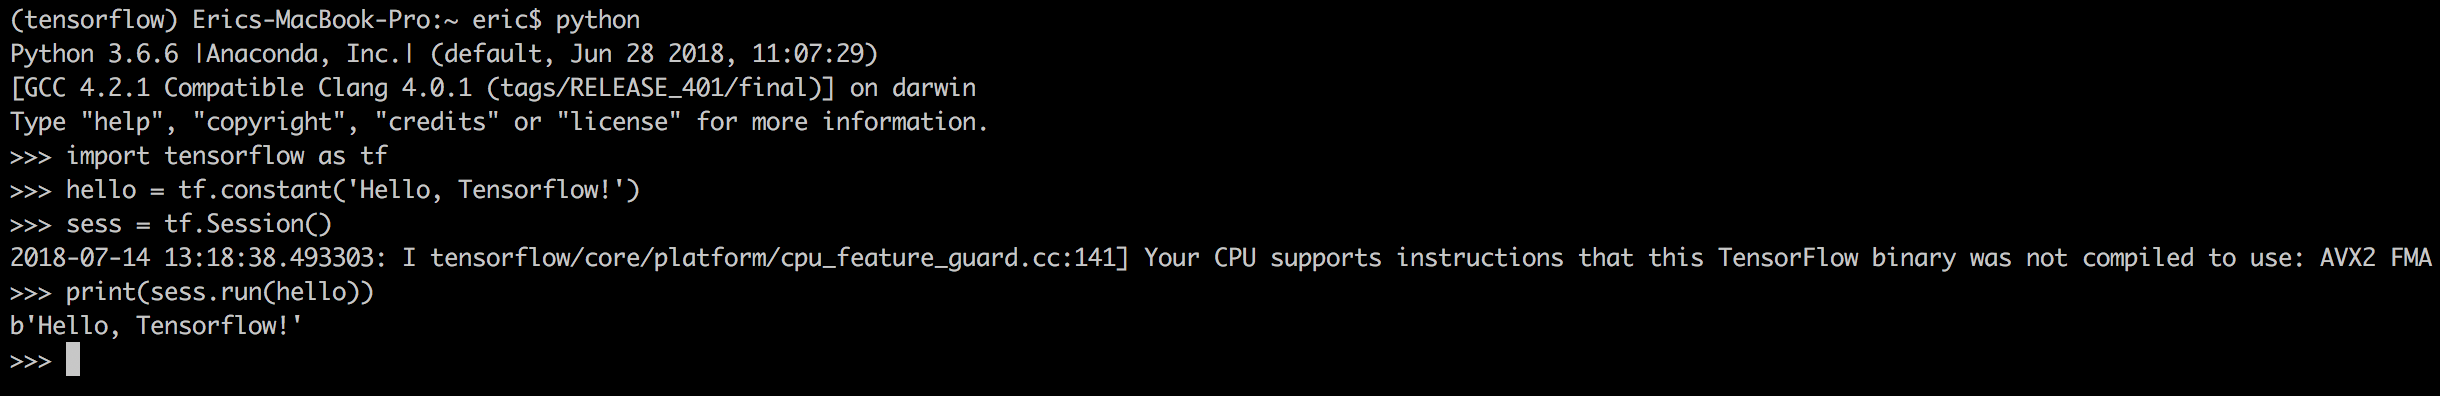 (tensorflow) Erics-MacBook-Pro:~ eric$ python
Python 3.6.6 |Anaconda, Inc.| (default, Jun 28 2018, 11:07:29)
[GCC 4.2.1 Compatible Clang 4.0.1 (tags/RELEASE_401/final)] on darwin
Type "help", "copyright", "credits" or "license" for more information.
>>> import tensorflow as tf
>>> hello = tf.constant('Hello, Tensorflow!')
>>> sess = tf.Session()
2018-07-14 13:18:38.493303: I tensorflow/core/platform/cpu_feature_guard.cc:141] Your CPU supports instructions that this TensorFlow binary was not compiled to use: AVX2 FMA
>>> print(sess.run(hello))
b'Hello, Tensorflow!'
>>>